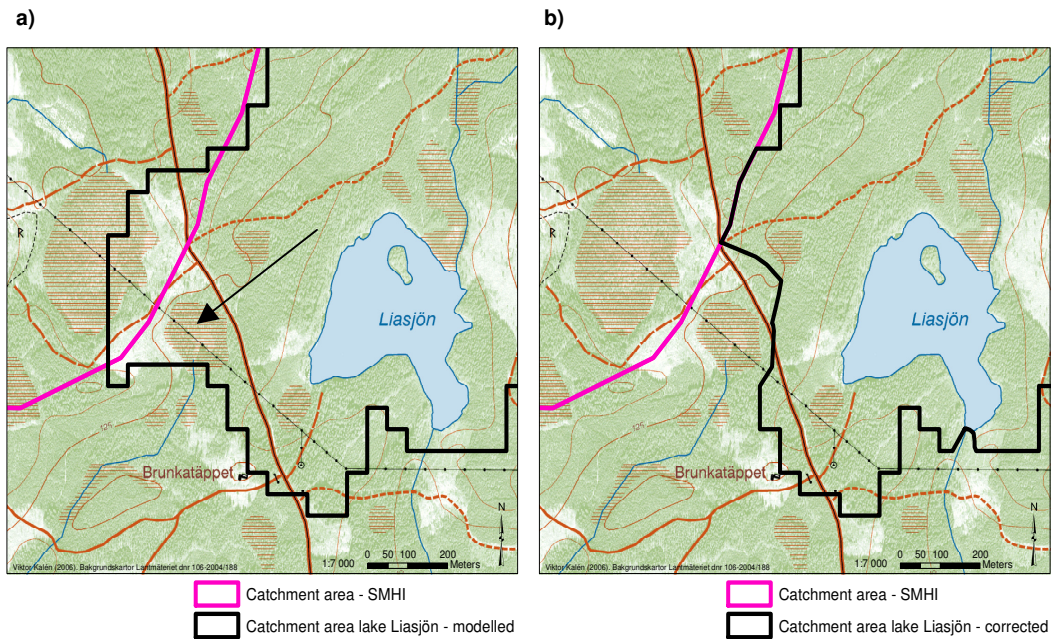 a)
R
Liasjön
125
Brunkatäppet
N
1:7 000
0 50 100 200
Meters
Viktor Kalén (2006). Bakgrundskartor Lantmäteriet dnr 106-2004/188
Catchment area - SMHI
Catchment area lake Liasjön - modelled
b)
R
Liasjön
125
Brunkatäppet
N
1:7 000
0 50 100 200
Meters
Viktor Kalén (2006). Bakgrundskartor Lantmäteriet dnr 106-2004/188
Catchment area - SMHI
Catchment area lake Liasjön - corrected